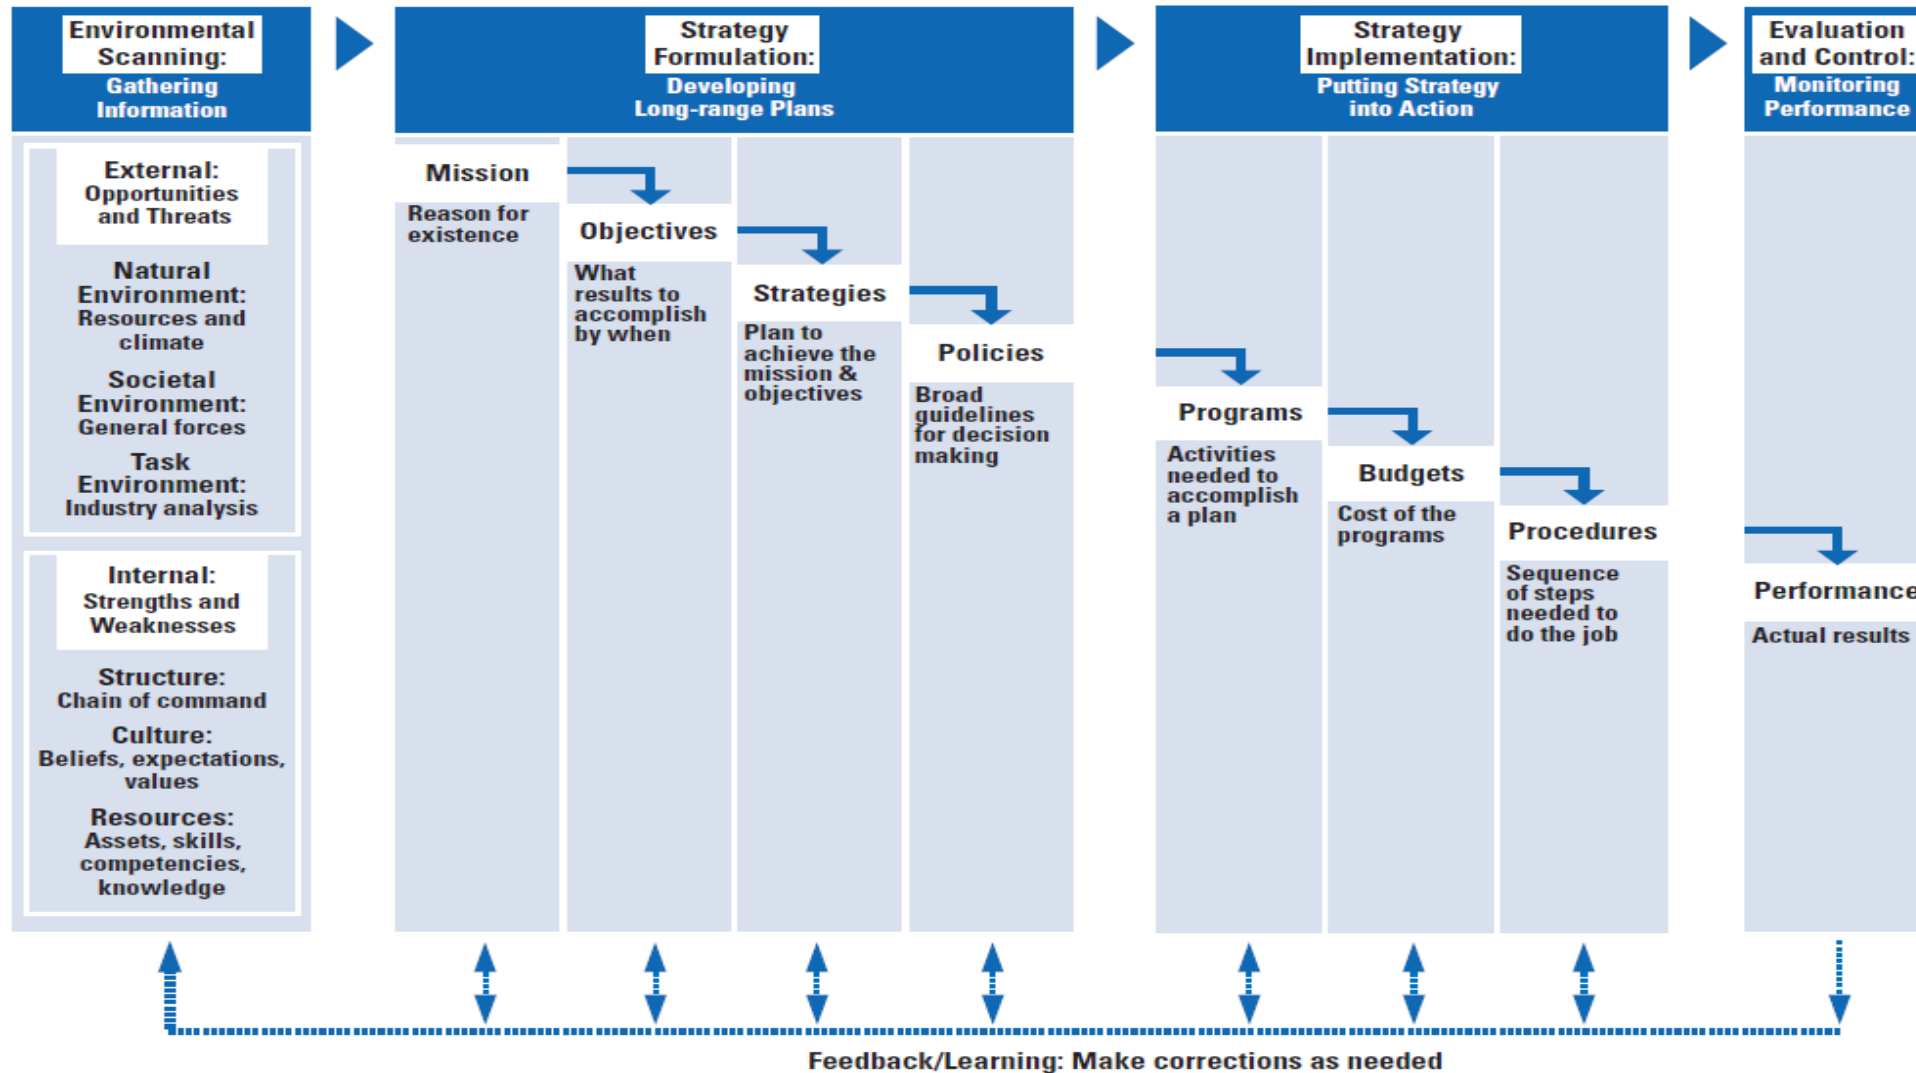 Environmental
Scanning:
Gathering
Information
External:
Opportunities
and Threats
Natural
Environment:
Resources and
climate
Societal
Environment:
General forces
Task
Environment:
Industry analysis
Internal:
Strengths and
Weaknesses
Structure:
Chain of command
Culture:
Beliefs, expectations,
values
Resources:
Assets, skills,
competencies,
knowledge
Strategy
Formulation:
Developing
Long-range Plans
Mission
Reason for
existence
Objectives
What
results to
accomplish
by when
Strategies
Plan to
achieve the
mission &
objectives
Policies
Broad
guidelines
for decision
making
Strategy
Implementation:
Putting Strategy
into Action
Programs
Activities
needed to
accomplish
a plan
Budgets
Cost of the
programs
Procedures
Sequence
of steps
needed to
do the job
Evaluation
and Control:
Monitoring
Performance
Performance
Actual results
Feedback/Learning: Make corrections as needed